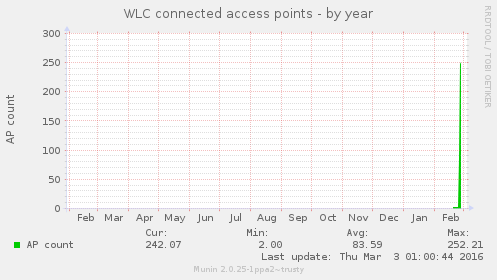 WLC connected access points - by year
RRDTOOL / TOBI OETIKER
AP count
300
250
200
150
100
50
0
Feb Mar Apr May Jun Jul Aug Sep Oct Nov Dec Jan Feb
Cur: Min: Avg: Max:
AP count 242.07 2.00 83.59 252.21
Last update: Thu Mar 3 01:00:44 2016
Munin 2.0.25-1ppa2~trusty